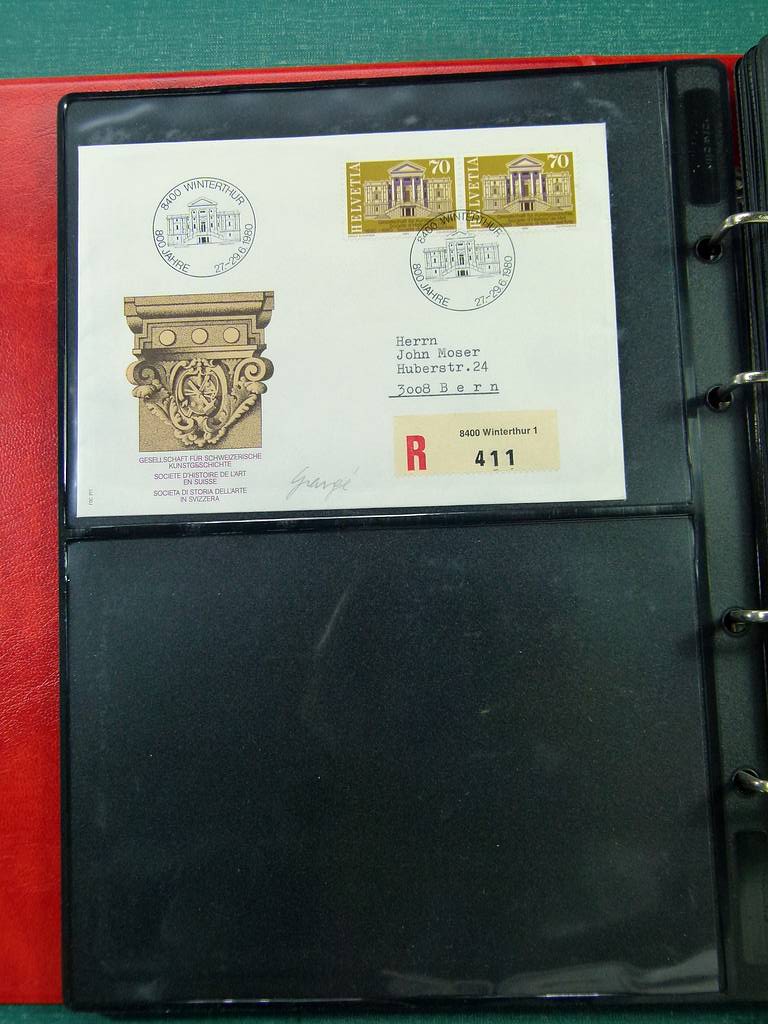 8400 WINTERTHUR
800 JAHRE 27-29.6.1980
HELVETIA 70
HELVETIA 70
8400 WINTERTHUR
800 JAHRE 27-29.6.1980
Herrn
John Moser
Huberstr.24
3008 Bern
R
8400 Winterthur 1
411
GESELLSCHAFT FÜR SCHWEIZERISCHE
KUNSTGESCHICHTE
SOCIETE D'HISTOIRE DE L'ART
EN SUISSE
SOCIETA DI STORIA DELL'ARTE
IN SVIZZERA